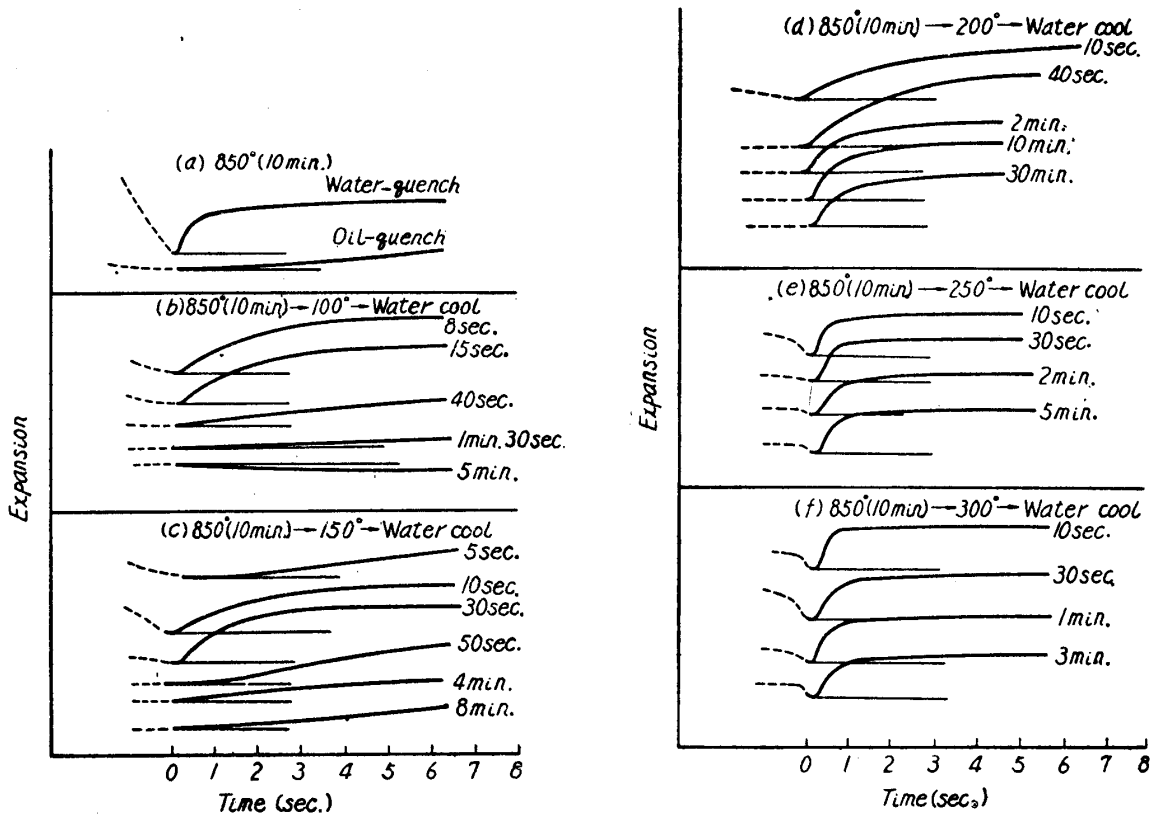 Expansion
(a) 850°(10min.)
Water-quench
Oil-quench
(b)850°(10min)→100°→Water cool
8sec.
15sec.
40sec.
1min.30sec.
5min.
(c)850°(10min.)→150°→Water cool
5sec.
10sec.
30sec.
50sec.
4min.
8min.
0 1 2 3 4 5 6 7 8
Time (sec.)
Expansion
(d)850°(10min)→200°→Water cool
10sec.
40sec.
2min.
10min.
30min.
(e)850°(10min)→250°→Water cool
10sec.
30sec.
2min.
5min.
(f)850°(10min)→300°→Water cool
10sec.
30sec.
1min.
3min.
0 1 2 3 4 5 6 7 8
Time(sec.)